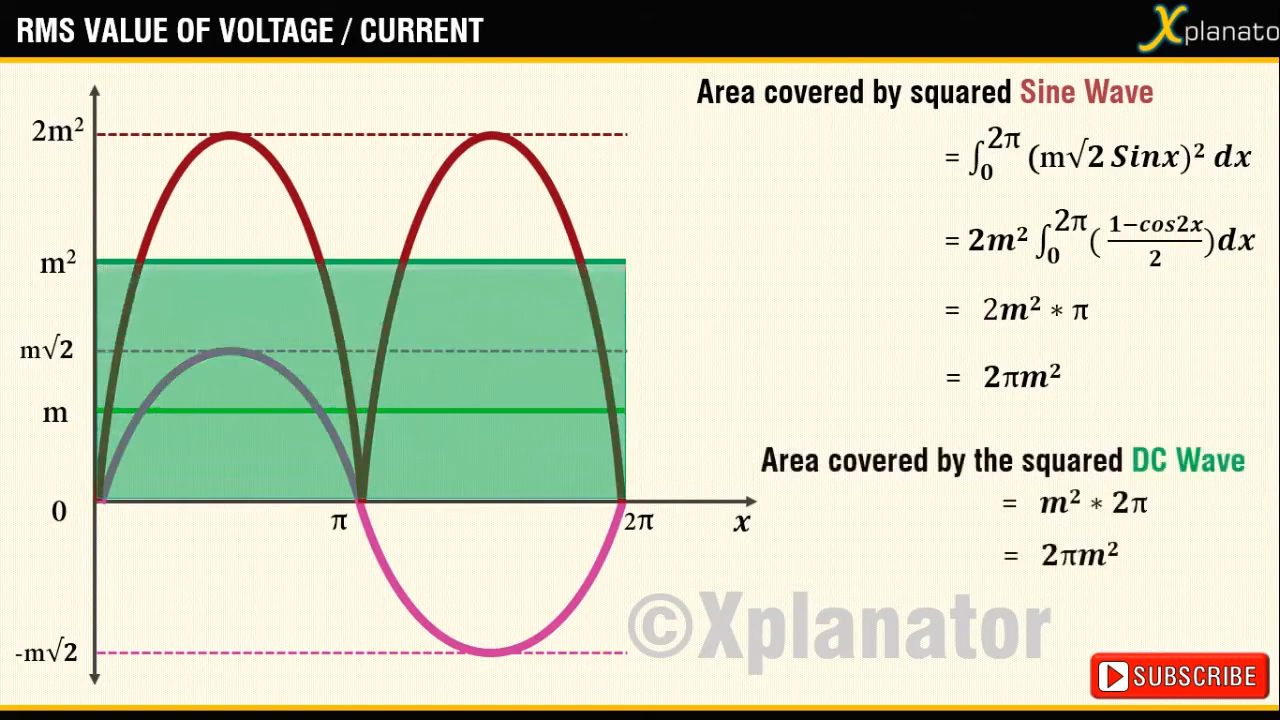 RMS VALUE OF VOLTAGE / CURRENT
Xplanato
Area covered by squared Sine Wave
= ∫₀^2π (m√2 Sinx)² dx
= 2m² ∫₀^2π ( 1−cos2x/2 )dx
= 2m² ∗ π
= 2πm²
Area covered by the squared DC Wave
= m² ∗ 2π
= 2πm²
2m²
m²
m√2
m
0
π
2π
x
-m√2
©Xplanator
SUBSCRIBE